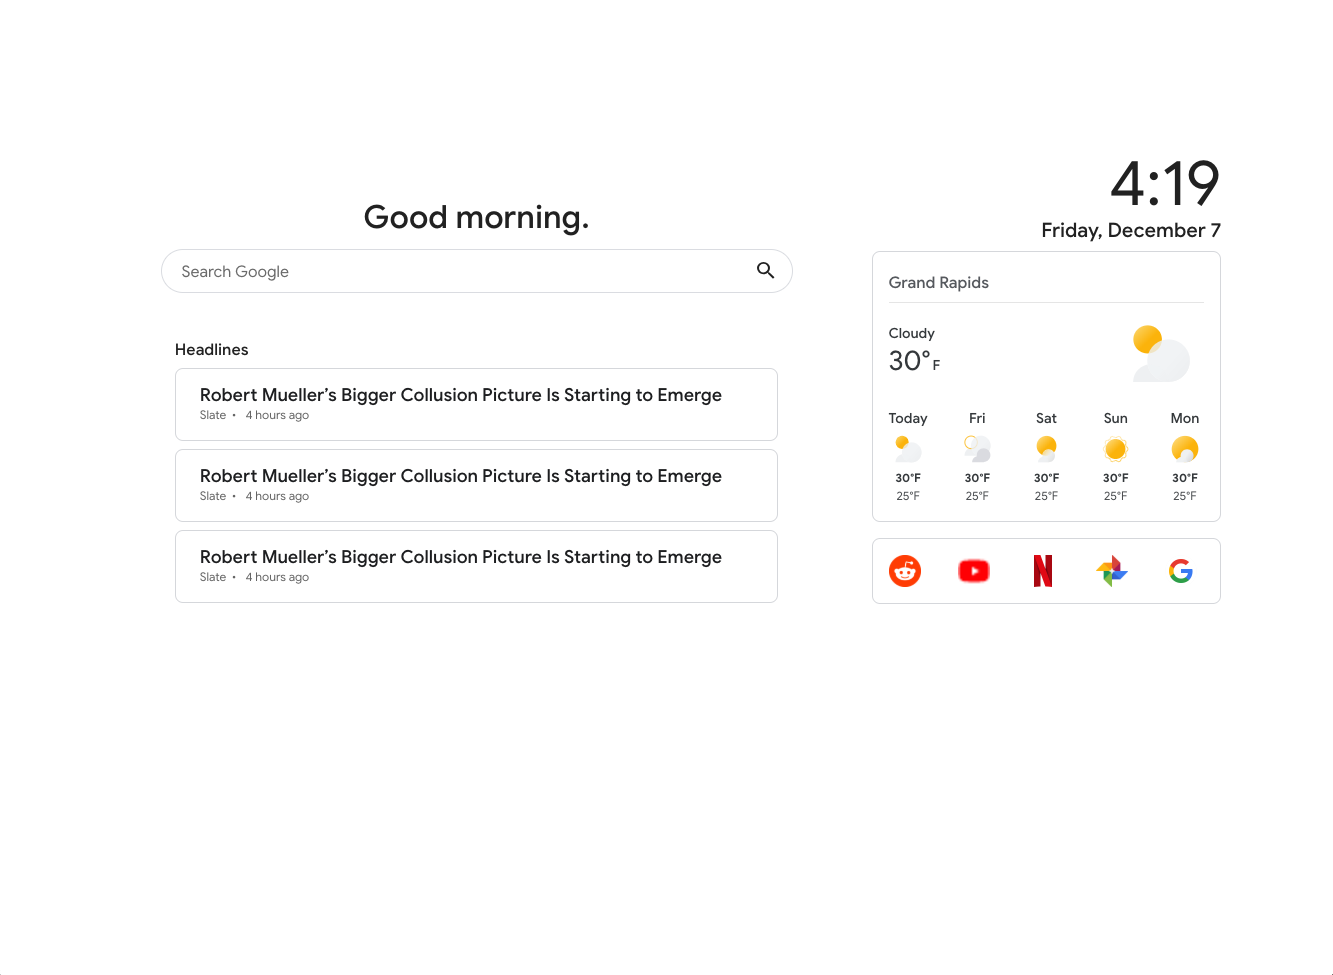 Good morning.
Search Google
Headlines
Robert Mueller’s Bigger Collusion Picture Is Starting to Emerge
Slate • 4 hours ago
Robert Mueller’s Bigger Collusion Picture Is Starting to Emerge
Slate • 4 hours ago
Robert Mueller’s Bigger Collusion Picture Is Starting to Emerge
Slate • 4 hours ago
4:19
Friday, December 7
Grand Rapids
Cloudy
30°F
Today Fri Sat Sun Mon
30°F 30°F 30°F 30°F 30°F
25°F 25°F 25°F 25°F 25°F